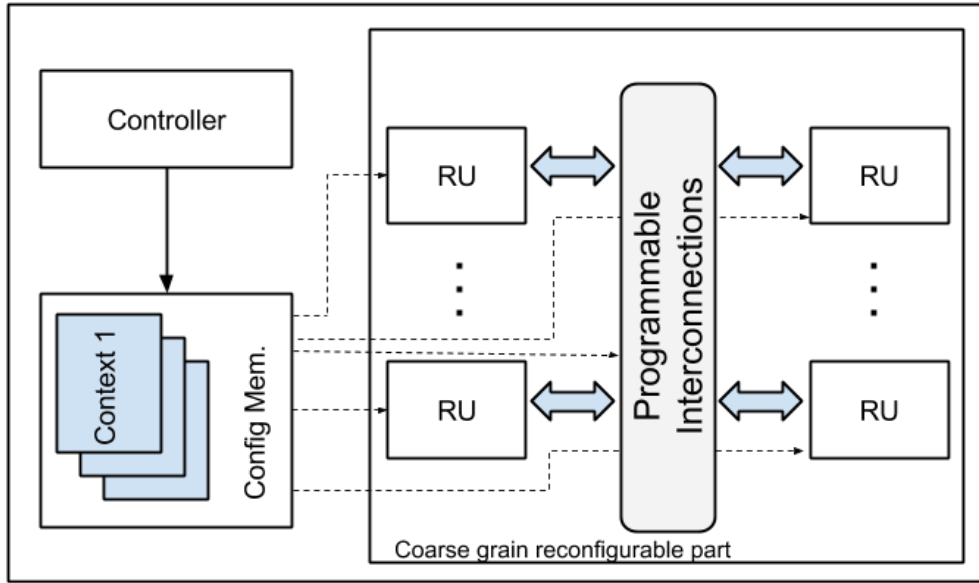 Controller
Context 1
Config Mem.
RU
RU
RU
RU
Programmable
Interconnections
Coarse grain reconfigurable part